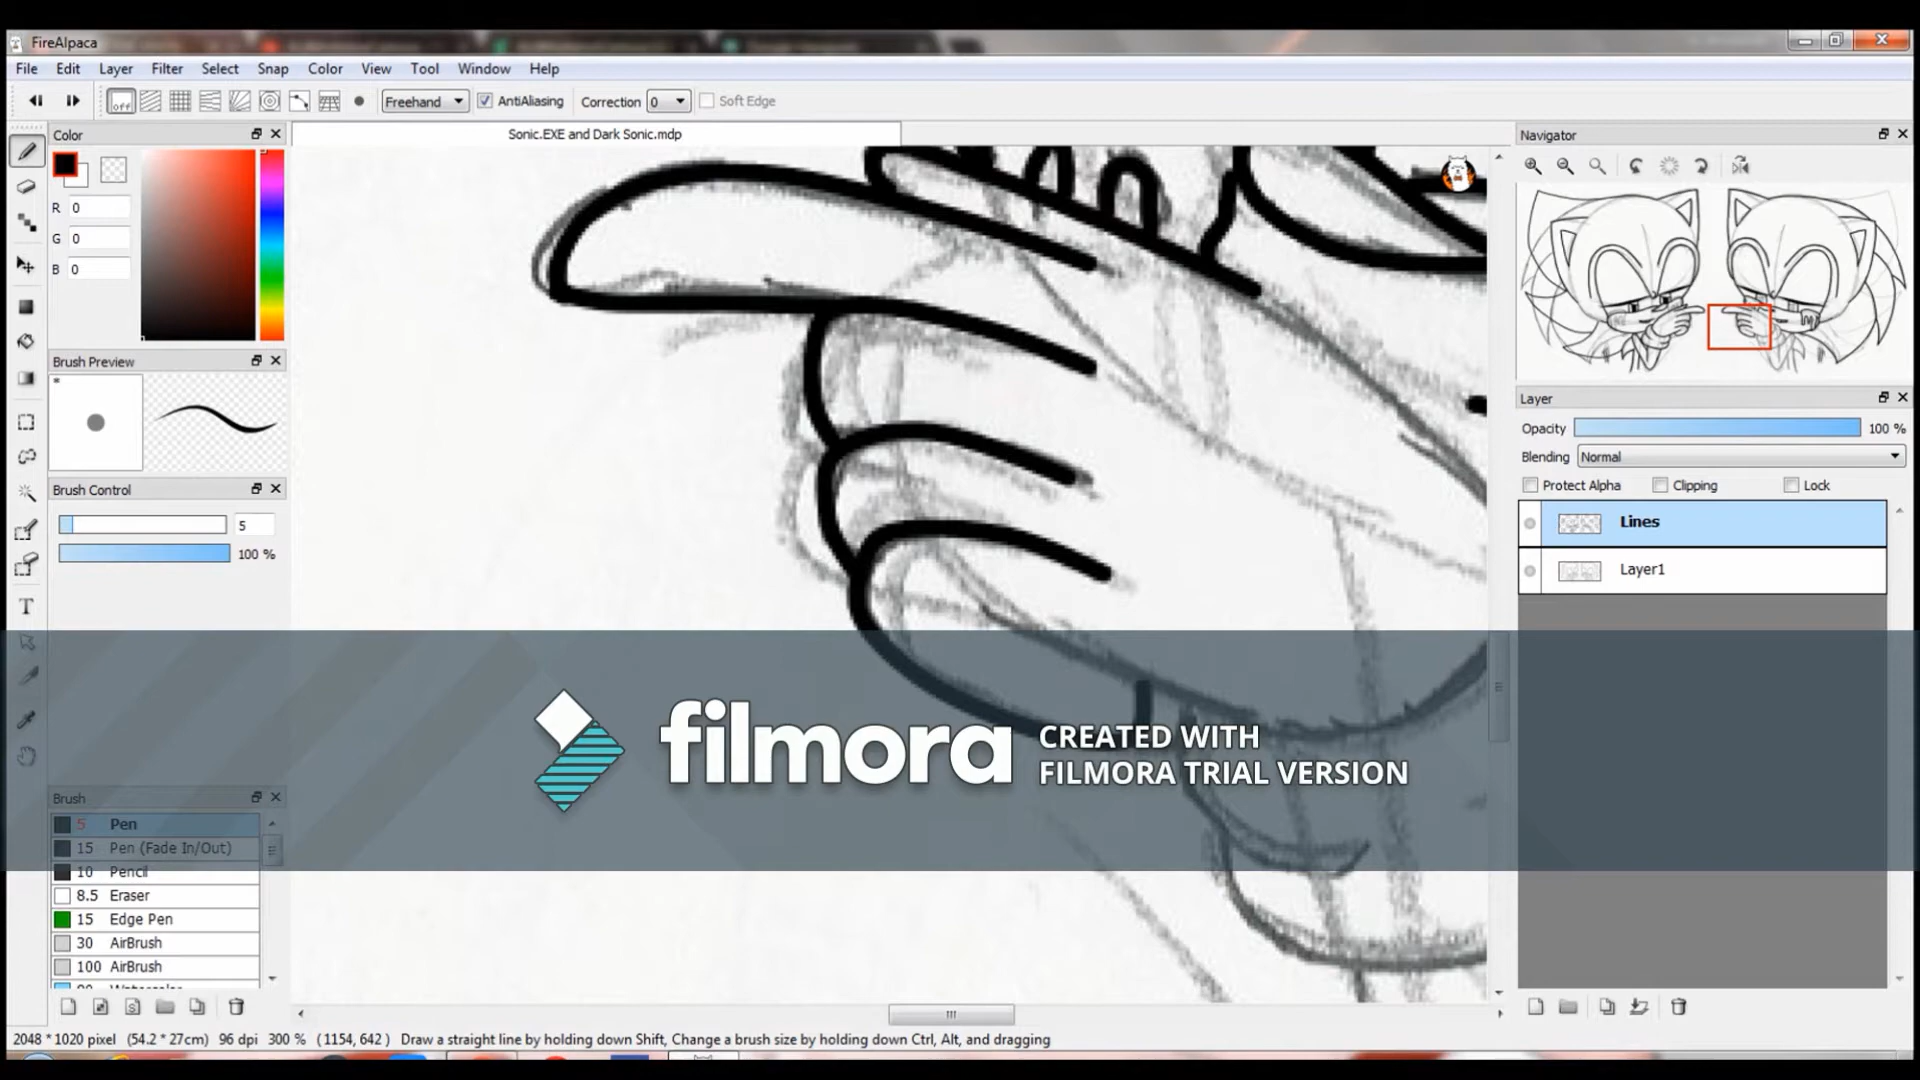 FireAlpaca
File Edit Layer Filter Select Snap Color View Tool Window Help
off Freehand AntiAliasing Correction 0 Soft Edge
Color
Sonic.EXE and Dark Sonic.mdp
Navigator
R 0
G 0
B 0
Brush Preview
*
Layer
Opacity 100 %
Blending Normal
Protect Alpha Clipping Lock
Brush Control
5
100 %
Lines
Layer1
T
filmora CREATED WITH
FILMORA TRIAL VERSION
Brush
5 Pen
15 Pen (Fade In/Out)
10 Pencil
8.5 Eraser
15 Edge Pen
30 AirBrush
100 AirBrush
2048 * 1020 pixel (54.2 * 27cm) 96 dpi 300 % (1154, 642) Draw a straight line by holding down Shift, Change a brush size by holding down Ctrl, Alt, and dragging